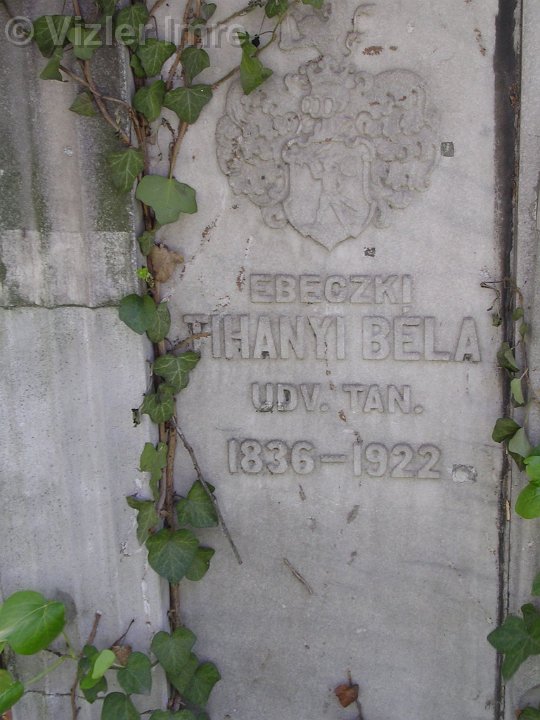 © Vizler Imre
EBECZKI
TIHANYI BÉLA
UDV. TAN.
1836-1922